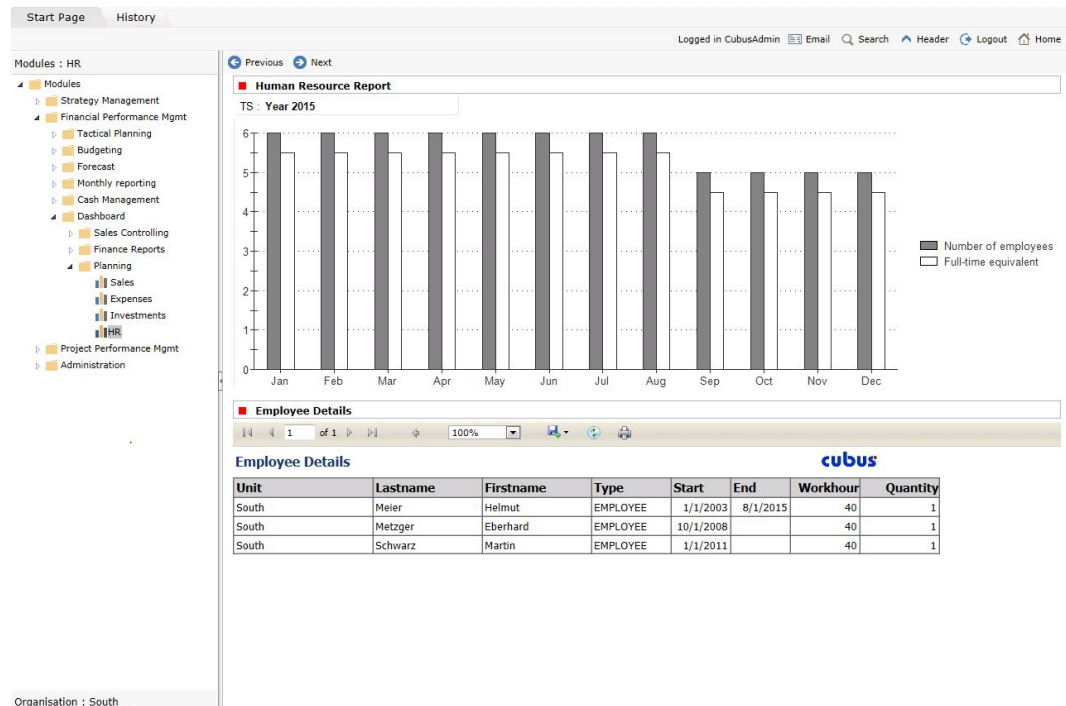 Start Page History
Logged in CubusAdmin Email Search Header Logout Home
Modules : HR
Modules
Strategy Management
Financial Performance Mgmt
Tactical Planning
Budgeting
Forecast
Monthly reporting
Cash Management
Dashboard
Sales Controlling
Finance Reports
Planning
Sales
Expenses
Investments
HR
Project Performance Mgmt
Administration
Organisation : South
Previous Next
Human Resource Report
TS : Year 2015
6
5
4
3
2
1
0
Jan Feb Mar Apr May Jun Jul Aug Sep Oct Nov Dec
Number of employees
Full-time equivalent
Employee Details
1 of 1 100%
Employee Details cubus
Unit Lastname Firstname Type Start End Workhour Quantity
South Meier Helmut EMPLOYEE 1/1/2003 8/1/2015 40 1
South Metzger Eberhard EMPLOYEE 10/1/2008 40 1
South Schwarz Martin EMPLOYEE 1/1/2011 40 1